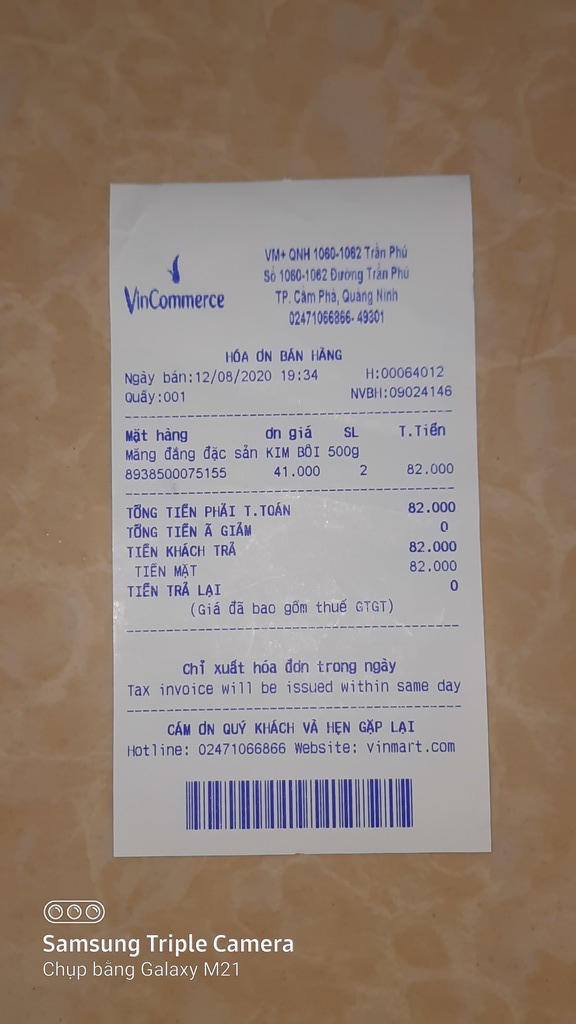 VinCommerce
VM+ QNH 1060-1062 Trần Phú
Số 1060-1062 Đường Trần Phú
TP. Cẩm Phả, Quảng Ninh
02471066866- 49301
HÓA ƠN BÁN HÀNG
Ngày bán:12/08/2020 19:34 H:00064012
Quầy:001 NVBH:09024146
Mặt hàng ơn giá SL T.Tiền
Măng đắng đặc sản KIM BÔI 500g
8938500075155 41.000 2 82.000
TỔNG TIỀN PHẢI T.TOÁN 82.000
TỔNG TIỀN Ã GIẢM 0
TIỀN KHÁCH TRẢ 82.000
TIỀN MẶT 82.000
TIỀN TRẢ LẠI 0
(Giá đã bao gồm thuế GTGT)
Chỉ xuất hóa đơn trong ngày
Tax invoice will be issued within same day
CẢM ƠN QUÝ KHÁCH VÀ HẸN GẶP LẠI
Hotline: 02471066866 Website: vinmart.com
Samsung Triple Camera
Chụp bằng Galaxy M21